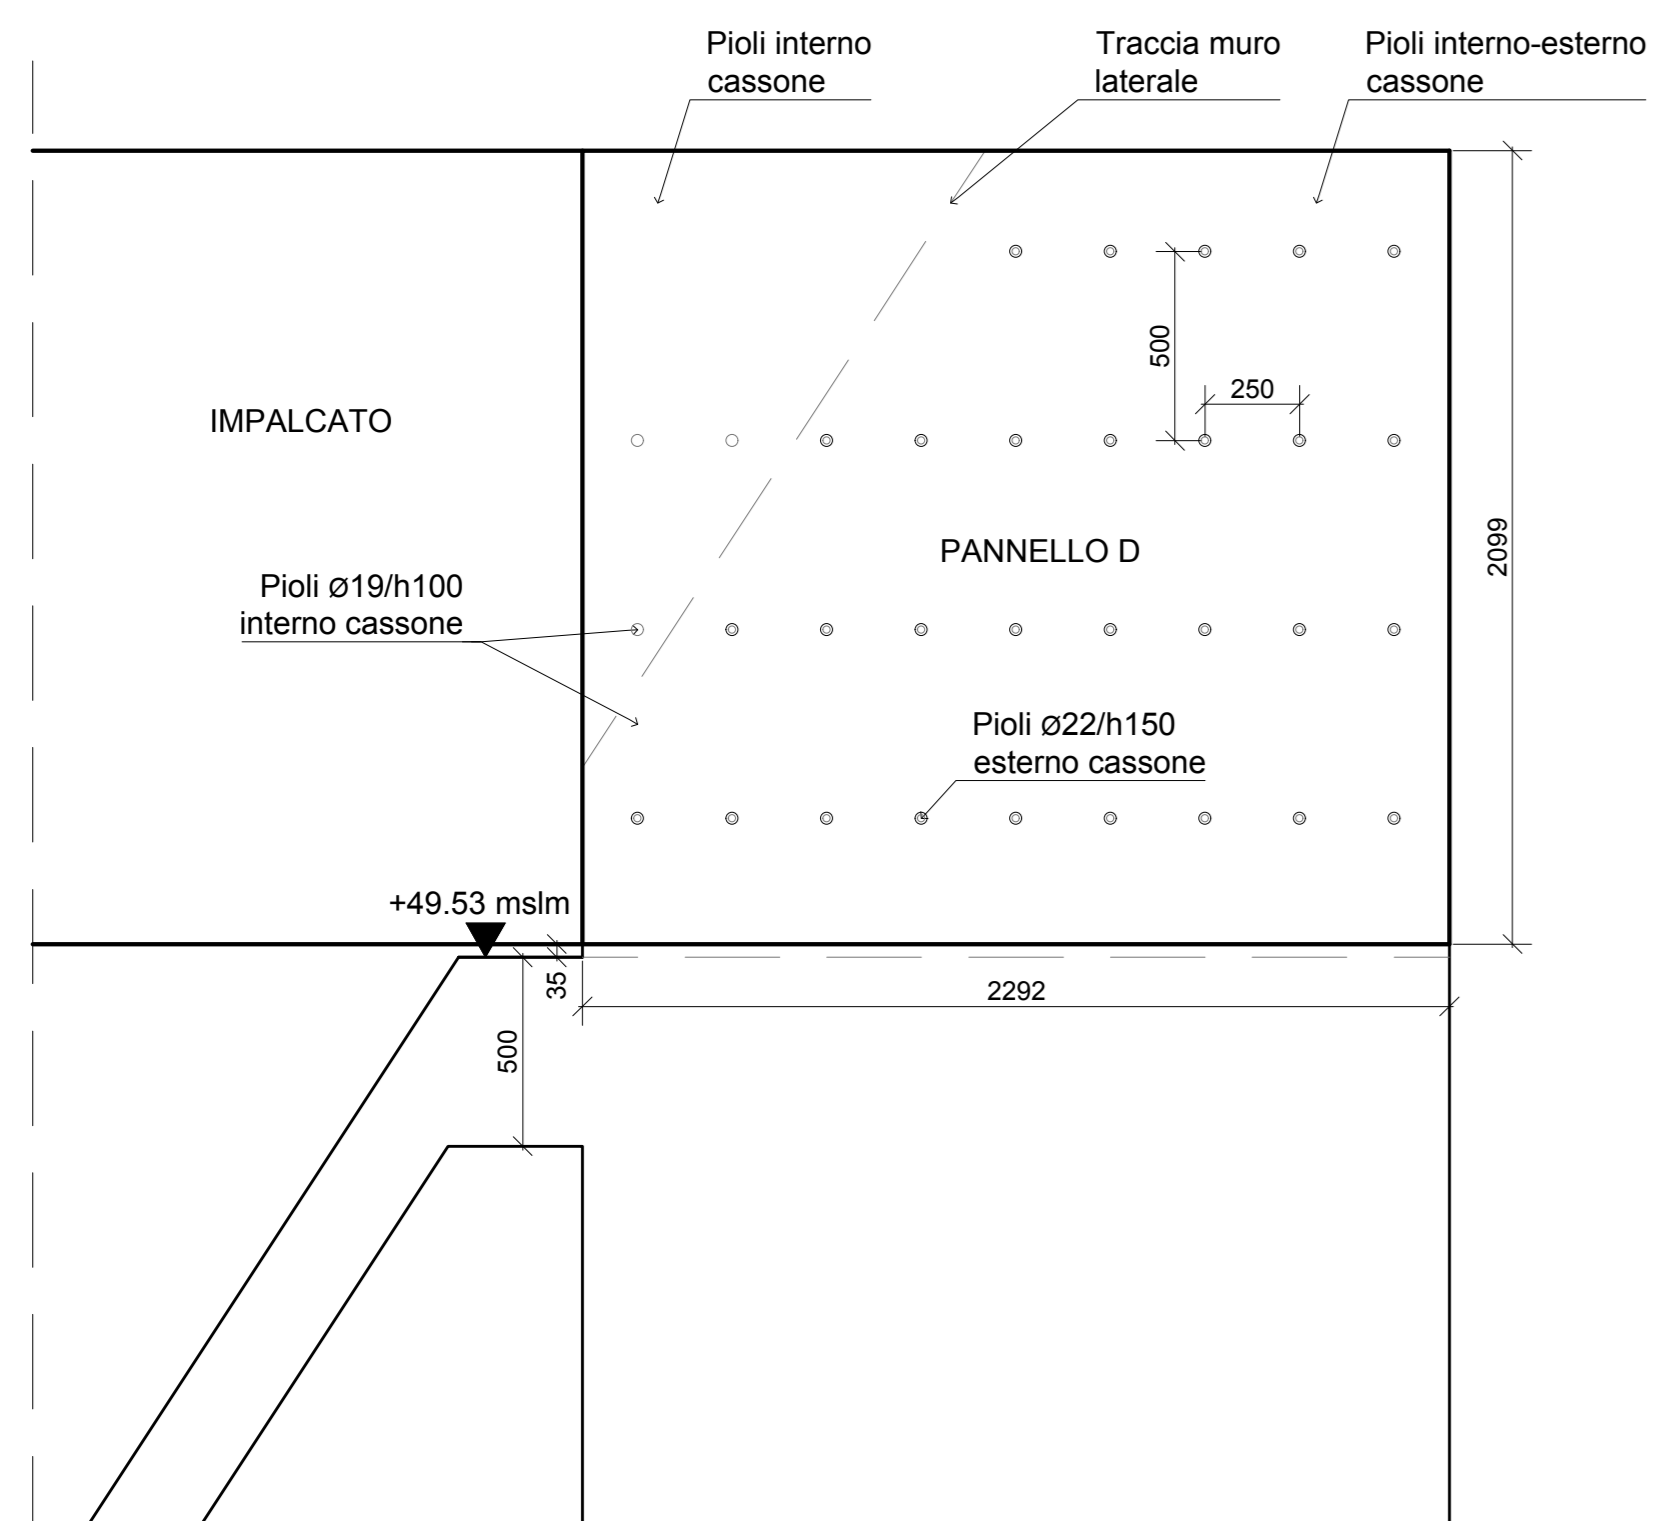 Pioli interno
cassone
Traccia muro
laterale
Pioli interno-esterno
cassone
500
250
IMPALCATO
2099
PANNELLO D
Pioli Ø19/h100
interno cassone
Pioli Ø22/h150
esterno cassone
+49.53 mslm
35
2292
500